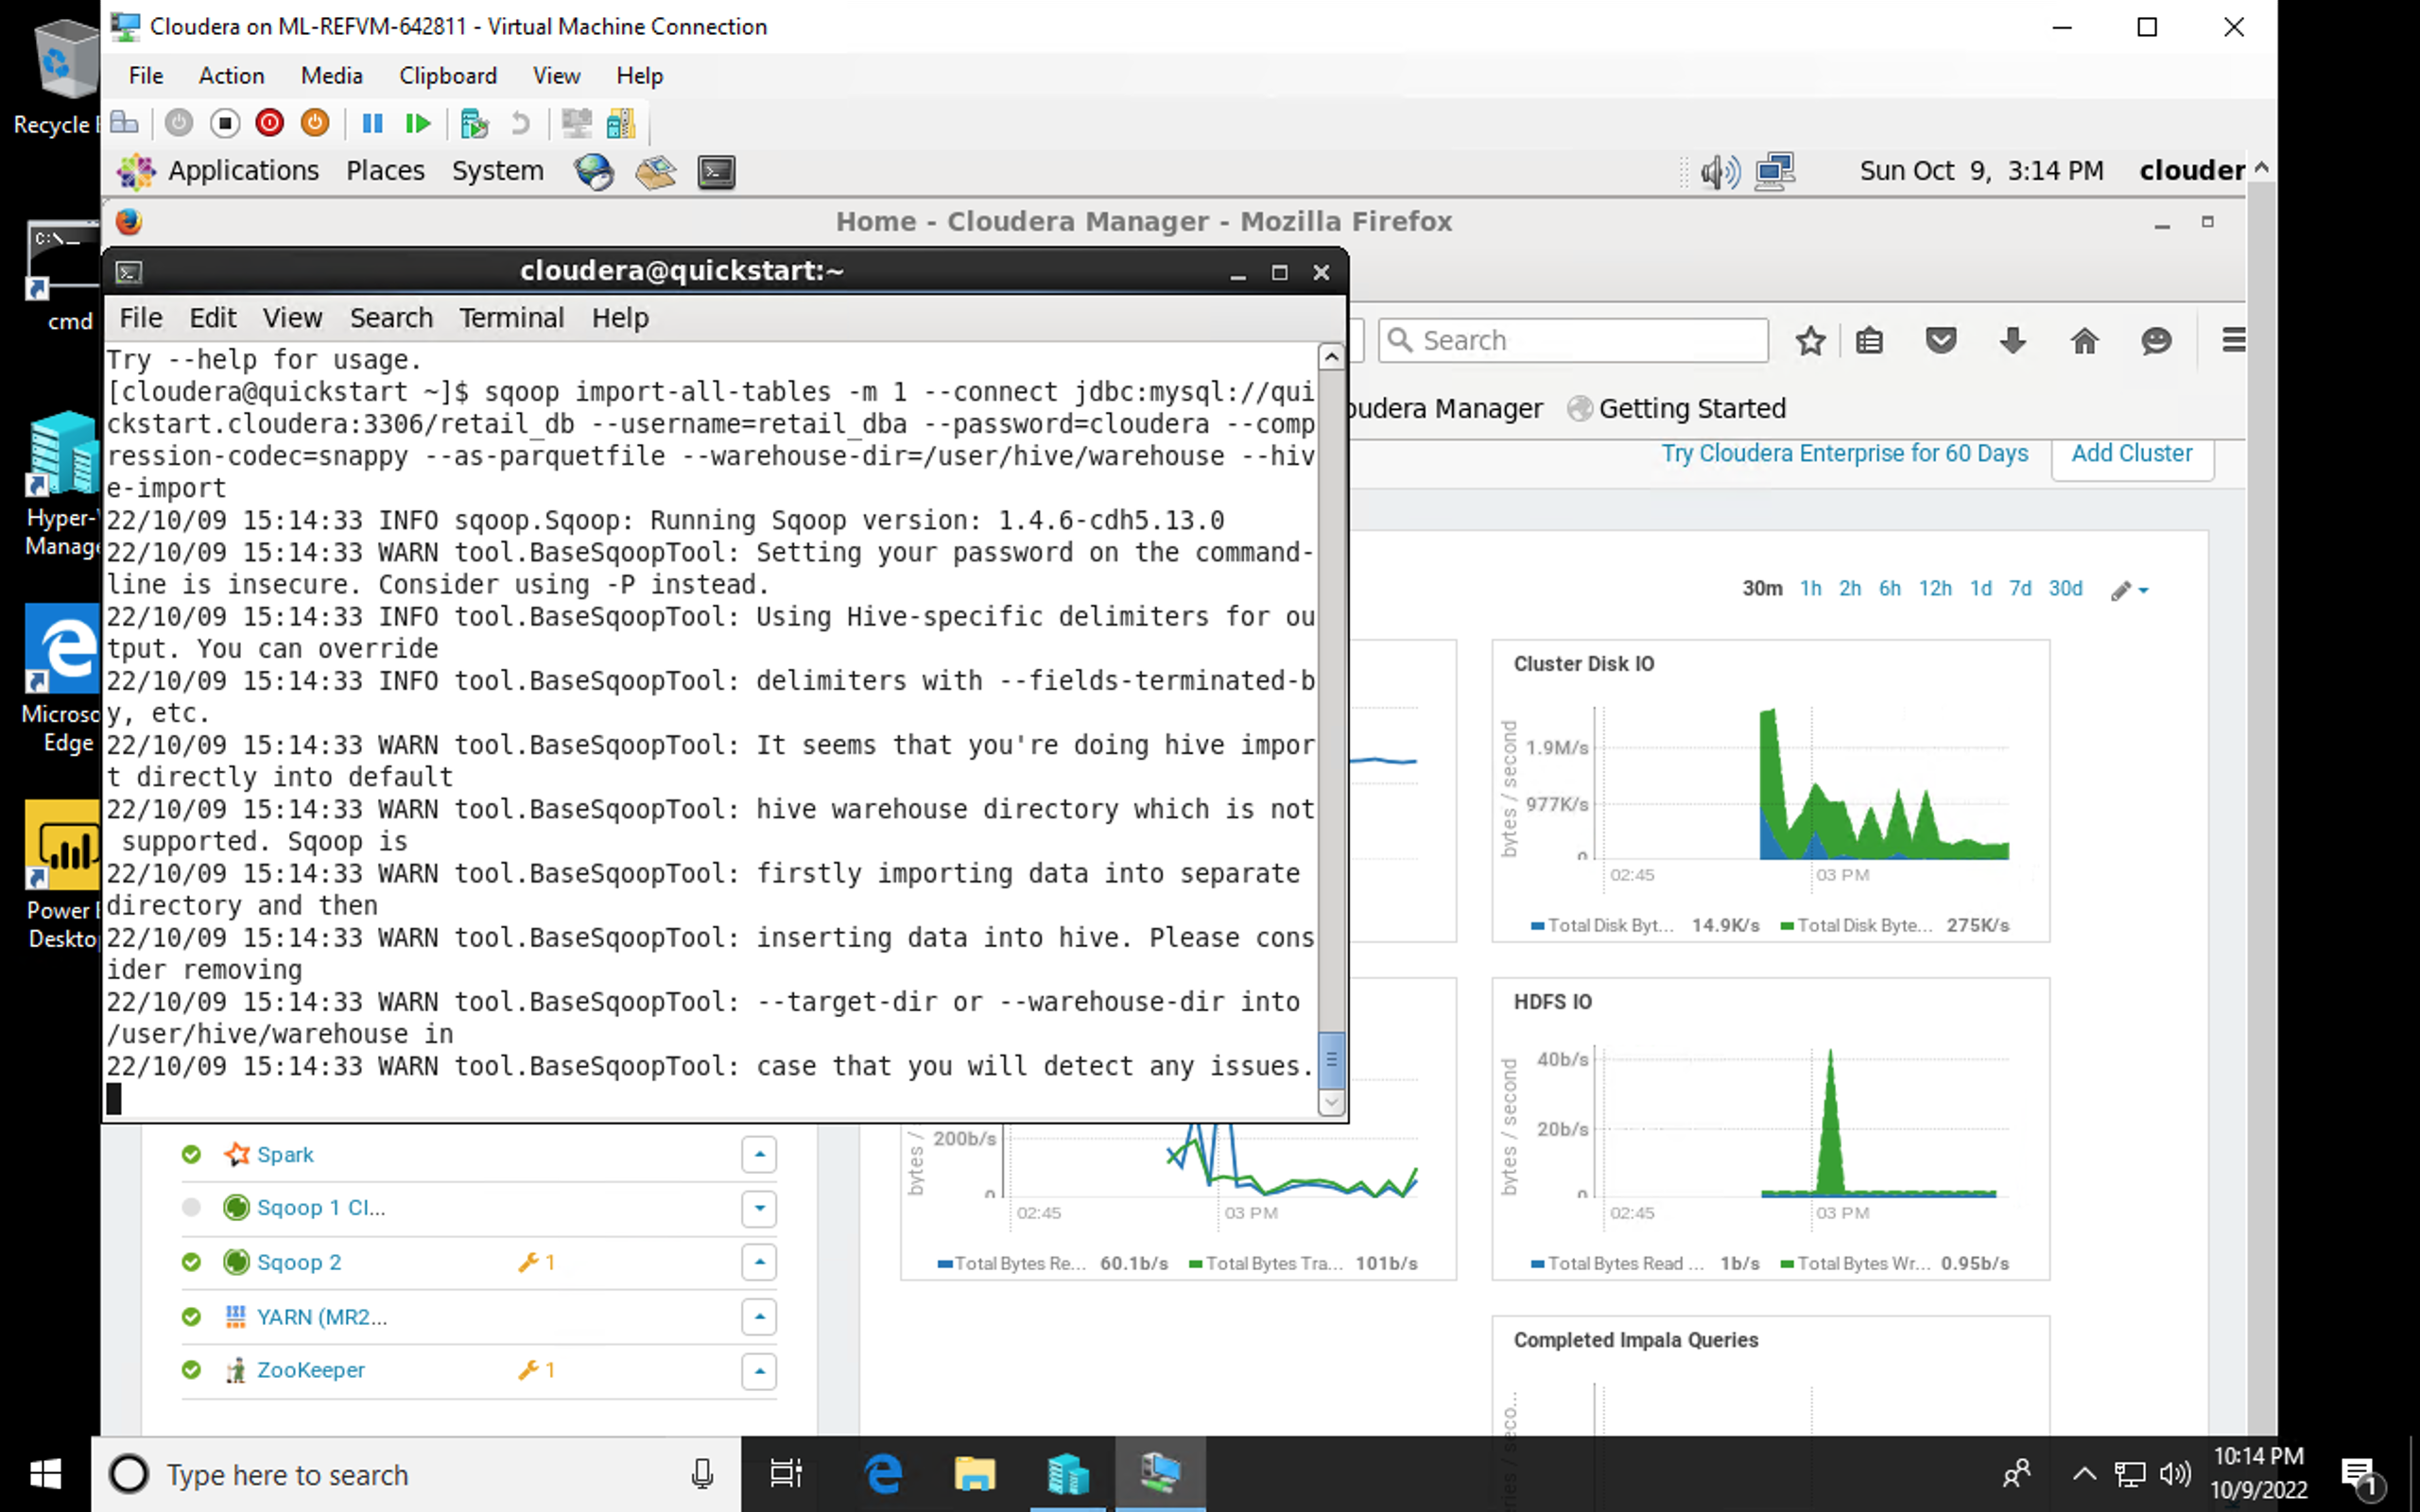 Cloudera on ML-REFVM-642811 - Virtual Machine Connection
File Action Media Clipboard View Help
Recycle
Applications Places System
Sun Oct 9, 3:14 PM clouder
Home - Cloudera Manager - Mozilla Firefox
cloudera@quickstart:~
File Edit View Search Terminal Help
Try --help for usage.
[cloudera@quickstart ~]$ sqoop import-all-tables -m 1 --connect jdbc:mysql://qui
ckstart.cloudera:3306/retail_db --username=retail_dba --password=cloudera --comp
ression-codec=snappy --as-parquetfile --warehouse-dir=/user/hive/warehouse --hiv
e-import
22/10/09 15:14:33 INFO sqoop.Sqoop: Running Sqoop version: 1.4.6-cdh5.13.0
22/10/09 15:14:33 WARN tool.BaseSqoopTool: Setting your password on the command-
line is insecure. Consider using -P instead.
22/10/09 15:14:33 INFO tool.BaseSqoopTool: Using Hive-specific delimiters for ou
tput. You can override
22/10/09 15:14:33 INFO tool.BaseSqoopTool: delimiters with --fields-terminated-b
y, etc.
22/10/09 15:14:33 WARN tool.BaseSqoopTool: It seems that you're doing hive impor
t directly into default
22/10/09 15:14:33 WARN tool.BaseSqoopTool: hive warehouse directory which is not
supported. Sqoop is
22/10/09 15:14:33 WARN tool.BaseSqoopTool: firstly importing data into separate
directory and then
22/10/09 15:14:33 WARN tool.BaseSqoopTool: inserting data into hive. Please cons
ider removing
22/10/09 15:14:33 WARN tool.BaseSqoopTool: --target-dir or --warehouse-dir into
/user/hive/warehouse in
22/10/09 15:14:33 WARN tool.BaseSqoopTool: case that you will detect any issues.
C:\
cmd
Hyper-V
Manage
Microso
Edge
Power B
Deskto
Search
oudera Manager
Getting Started
Try Cloudera Enterprise for 60 Days
Add Cluster
30m 1h 2h 6h 12h 1d 7d 30d
Cluster Disk IO
bytes / second
1.9M/s
977K/s
0
02:45
03 PM
Total Disk Byt... 14.9K/s
Total Disk Byte... 275K/s
HDFS IO
bytes / second
40b/s
20b/s
0
02:45
03 PM
Total Bytes Read ... 1b/s
Total Bytes Wr... 0.95b/s
bytes /
200b/s
0
02:45
03 PM
Total Bytes Re... 60.1b/s
Total Bytes Tra... 101b/s
Completed Impala Queries
Spark
Sqoop 1 Cl...
Sqoop 2
1
YARN (MR2...
ZooKeeper
1
Type here to search
10:14 PM
10/9/2022
1